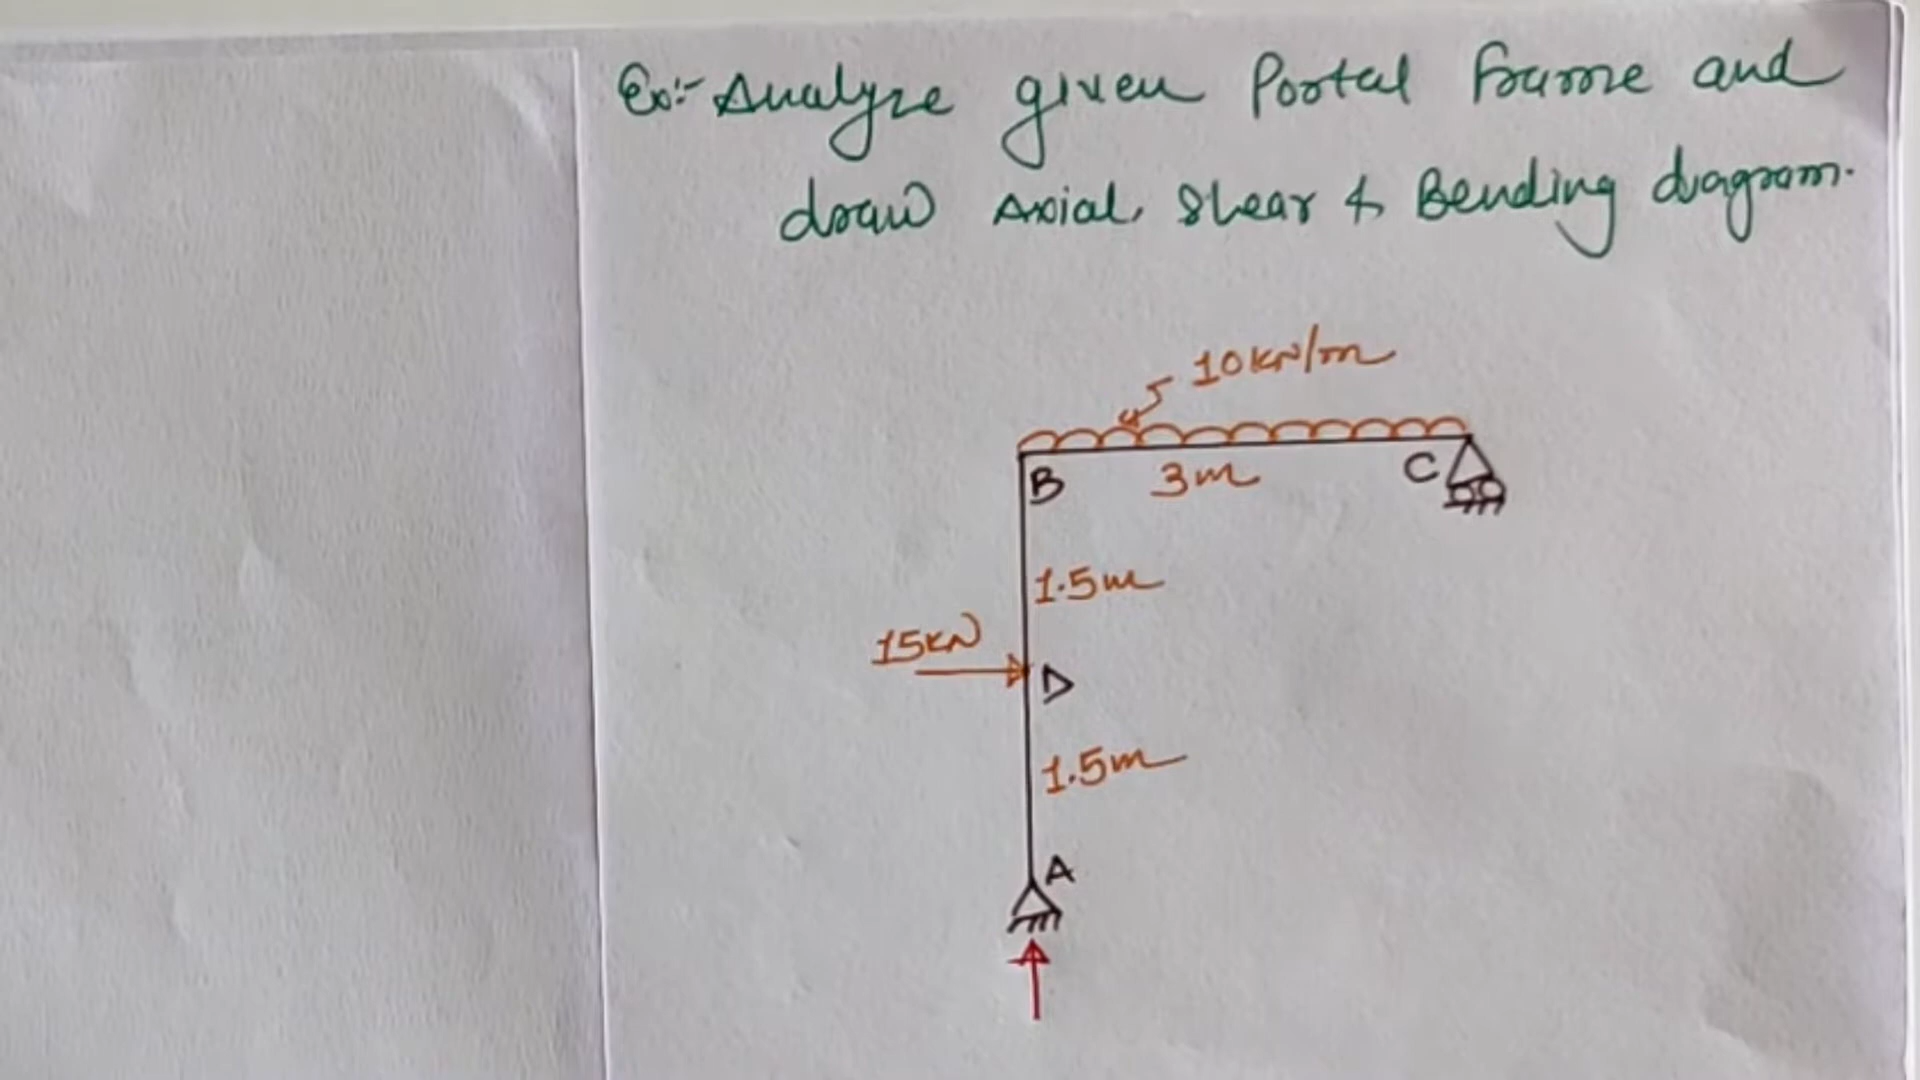 Ex:- Analyze given Portal Frame and
draw Axial, Shear & Bending diagram.
10kN/m
B
3m
C
1.5m
15kN
D
1.5m
A